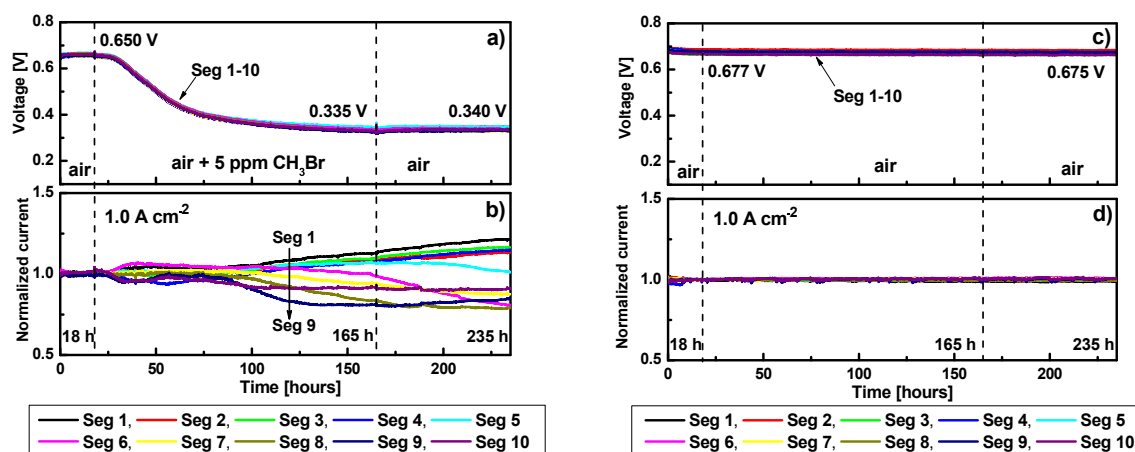 0.8
a)
0.650 V
0.6
Seg 1-10
0.335 V
0.340 V
0.4
0.2
air
air + 5 ppm CH₃Br
air
Voltage [V]
1.5
b)
1.0 A cm⁻²
Seg 1
1.0
Seg 9
18 h
165 h
235 h
0.5
Normalized current
0 50 100 150 200
Time [hours]
Seg 1, Seg 2, Seg 3, Seg 4, Seg 5
Seg 6, Seg 7, Seg 8, Seg 9, Seg 10
0.8
c)
0.6
0.677 V
0.675 V
Seg 1-10
0.4
0.2
air
air
air
Voltage [V]
1.5
d)
1.0 A cm⁻²
1.0
18 h
165 h
235 h
0.5
Normalized current
0 50 100 150 200
Time [hours]
Seg 1, Seg 2, Seg 3, Seg 4, Seg 5
Seg 6, Seg 7, Seg 8, Seg 9, Seg 10